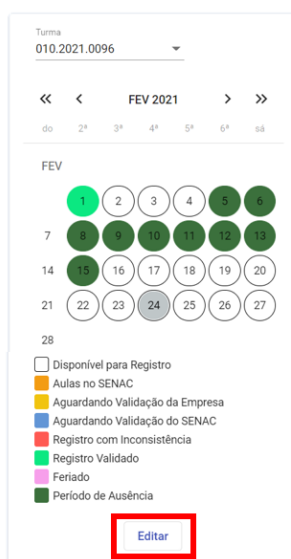 Turma
010.2021.0096
FEV 2021
do 2ª 3ª 4ª 5ª 6ª sá
FEV
1 2 3 4 5 6
7 8 9 10 11 12 13
14 15 16 17 18 19 20
21 22 23 24 25 26 27
28
Disponível para Registro
Aulas no SENAC
Aguardando Validação da Empresa
Aguardando Validação do SENAC
Registro com Inconsistência
Registro Validado
Feriado
Período de Ausência
Editar